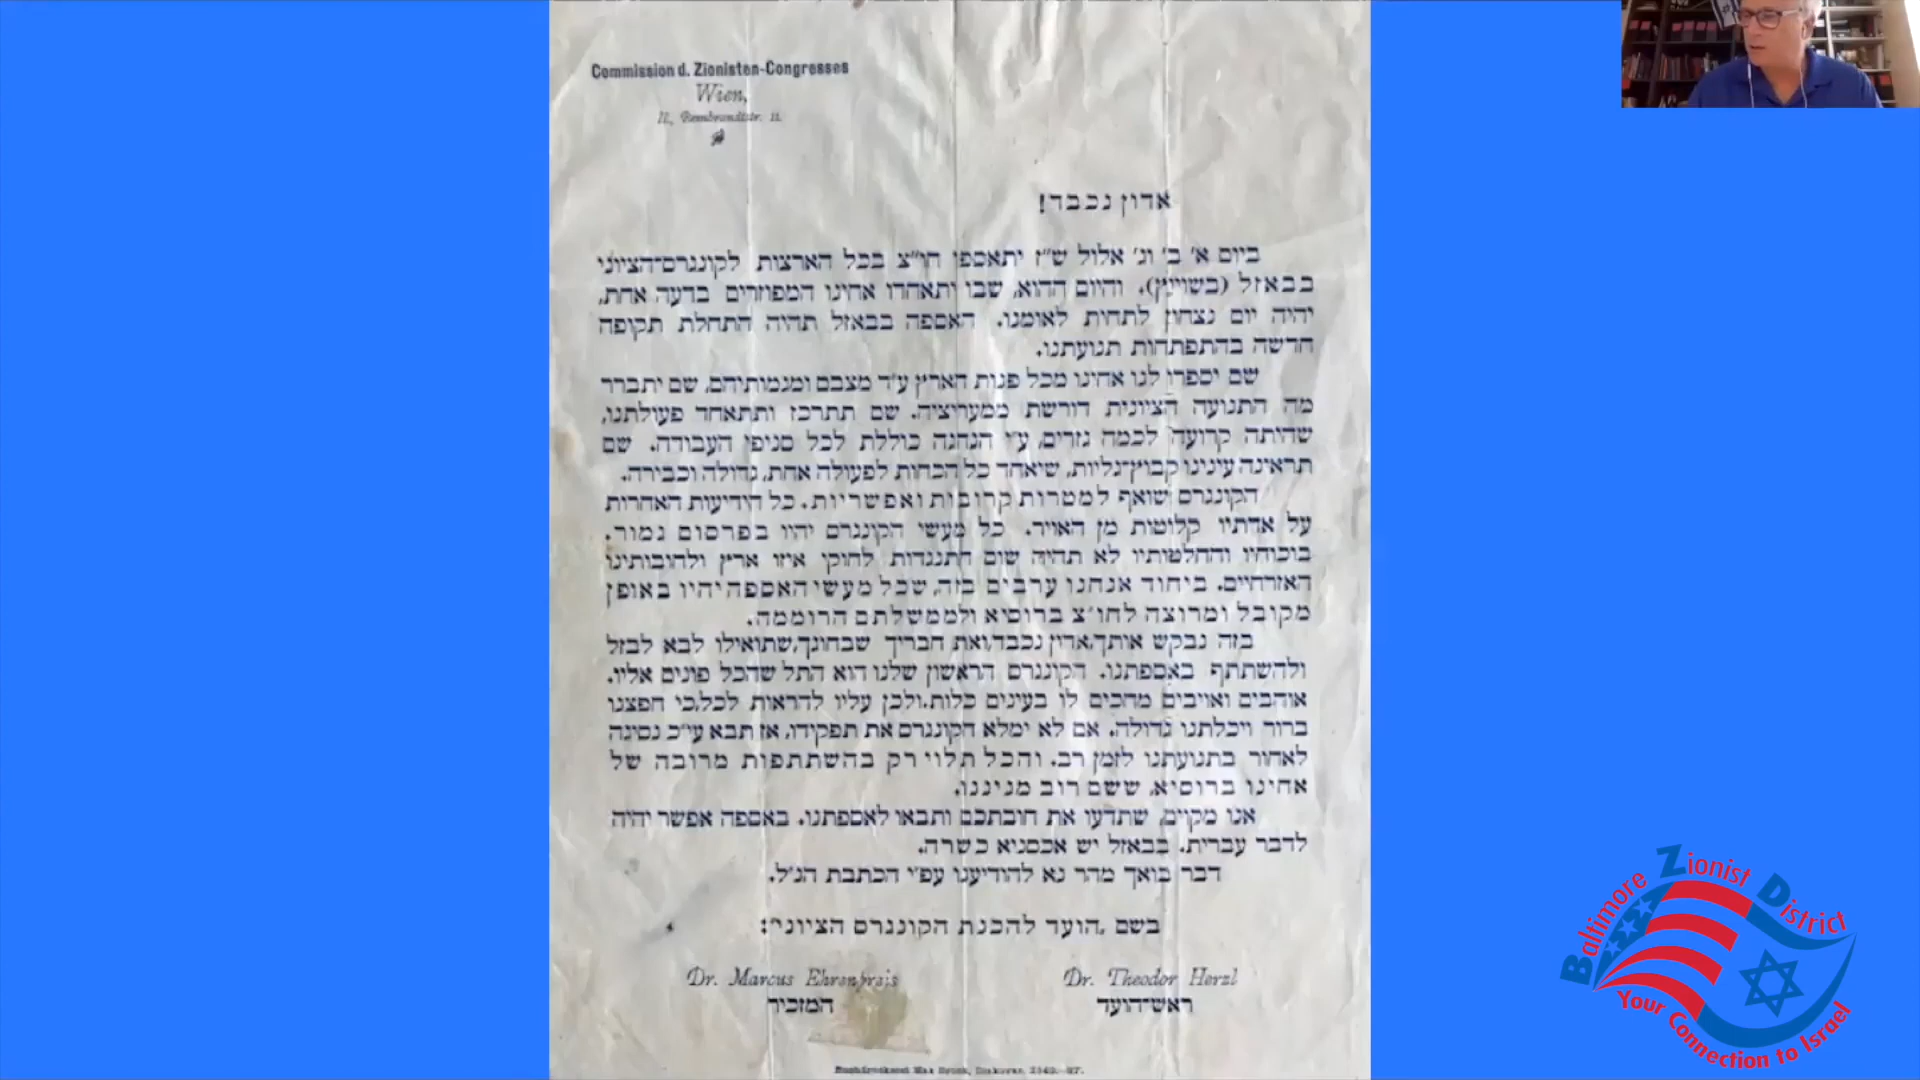 Commission d. Zionisten-Congresses
Wien,
II., Rembrandtstr. 11.
אדון נכבד!
ביום א׳ ב׳ וג׳ אלול ש״ז יתאספו חו״צ בכל הארצות לקונגרס־הציוני
בבאזל (בשוויץ). והיום ההוא, שבו יתאחדו אחינו המפוזרים בדעה אחת,
יהיה יום נצחון לתחית לאומנו. האספה בבאזל תהיה התחלת תקופה
חדשה בהתפתחות תנועתנו.
שם יספרו לנו אחינו מכל פנות הארץ ע״ד מצבם ומגמותיהם, שם יתברר
מה התנועה הציונית דורשת ממעריציה. שם תתרכז ותתאחד פעולתנו,
שהיתה קרועה לכמה גזרים, ע״י הנהגה כוללת לכל סניפי העבודה. שם
תראינה עינינו קבוץ־גליות, שיאחד כל הכחות לפעולה אחת, גדולה וכבירה.
הקונגרס שואף למטרות קרובות ואפשריות. כל הידיעות האחרות
על אדתיו קלוטות מן האויר. כל מעשי הקונגרס יהיו בפרסום גמור.
בוכוחיו והחלטותיו לא תהיה שום התנגדות לחוקי איזו ארץ ולחובותינו
האזרחיים. ביחוד אנחנו ערבים בזה, שכל מעשי האספה יהיו באופן
מקובל ומרוצה לחו״צ ברוסיא ולממשלתם הרוממה.
בזה נבקש אותך, אדון נכבד, ואת חבריך שבחוגך, שתואילו לבא לבזל
ולהשתתף באספתנו. הקונגרס הראשון שלנו הוא התל שהכל פונים אליו.
אוהבים ואויבים מחכים לו בעינים כלות, ולכן עליו להראות לכל, כי חפצנו
ברור ויכלתנו גדולה. אם לא ימלא הקונגרס את תפקידו, אז תבא עי״כ נסיגה
לאחור בתנועתנו לזמן רב. והכל תלוי רק בהשתתפות מרובה של
אחינו ברוסיא, ששם רוב מנינו.
אנו מקוים, שתדעו את חובתכם ותבאו לאספתנו. באספה אפשר יהיה
לדבר עברית. בבאזל יש אכסניא כשרה.
דבר בואך מהר נא להודיענו עפ״י הכתבת הנ״ל.
בשם „הועד להכנת הקונגרס הציוני״:
Dr. Theodor Herzl
ראש־הועד
Dr. Marcus Ehrenpreis
המזכיר
Buchdruckerei Max
Baltimore Zionist District
Your Connection to Israel